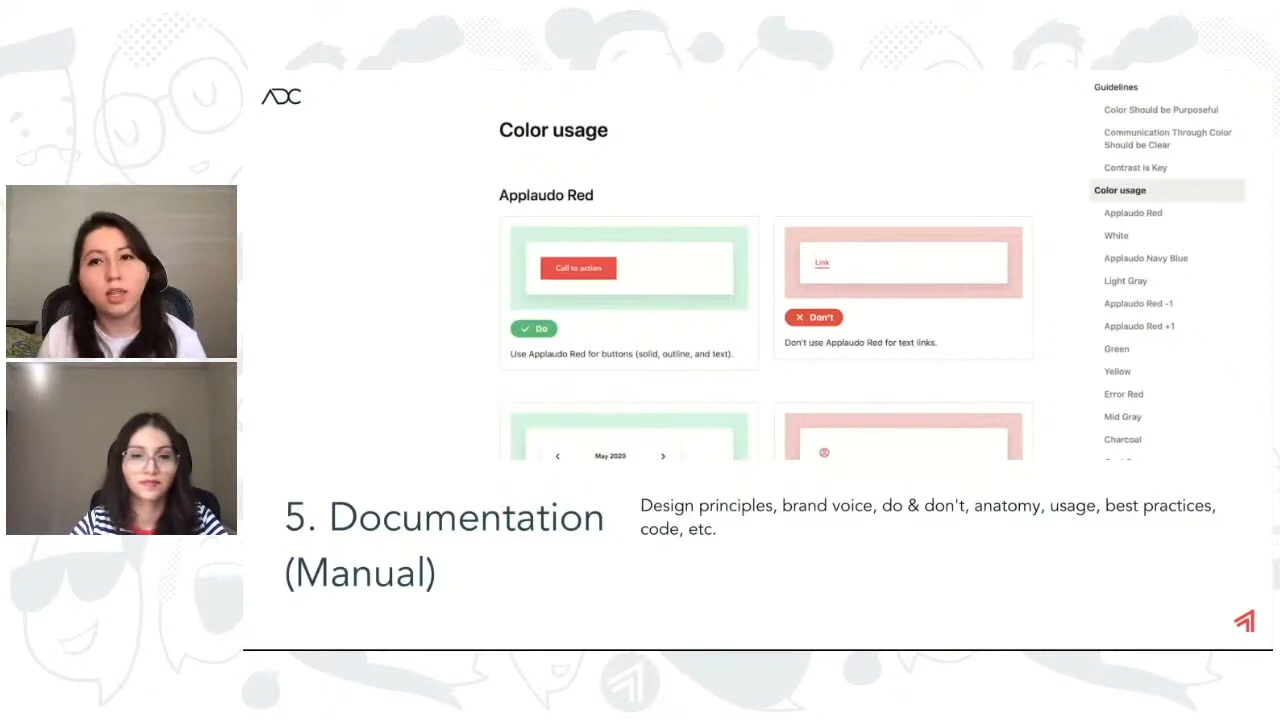 ADC
Color usage
Applaudo Red
Call to action
Do
Use Applaudo Red for buttons (solid, outline, and text).
Link
Don't
Don't use Applaudo Red for text links.
May 2020
Guidelines
Color Should be Purposeful
Communication Through Color
Should be Clear
Contrast is Key
Color usage
Applaudo Red
White
Applaudo Navy Blue
Light Gray
Applaudo Red -1
Applaudo Red +1
Green
Yellow
Error Red
Mid Gray
Charcoal
5. Documentation
(Manual)
Design principles, brand voice, do & don't, anatomy, usage, best practices,
code, etc.